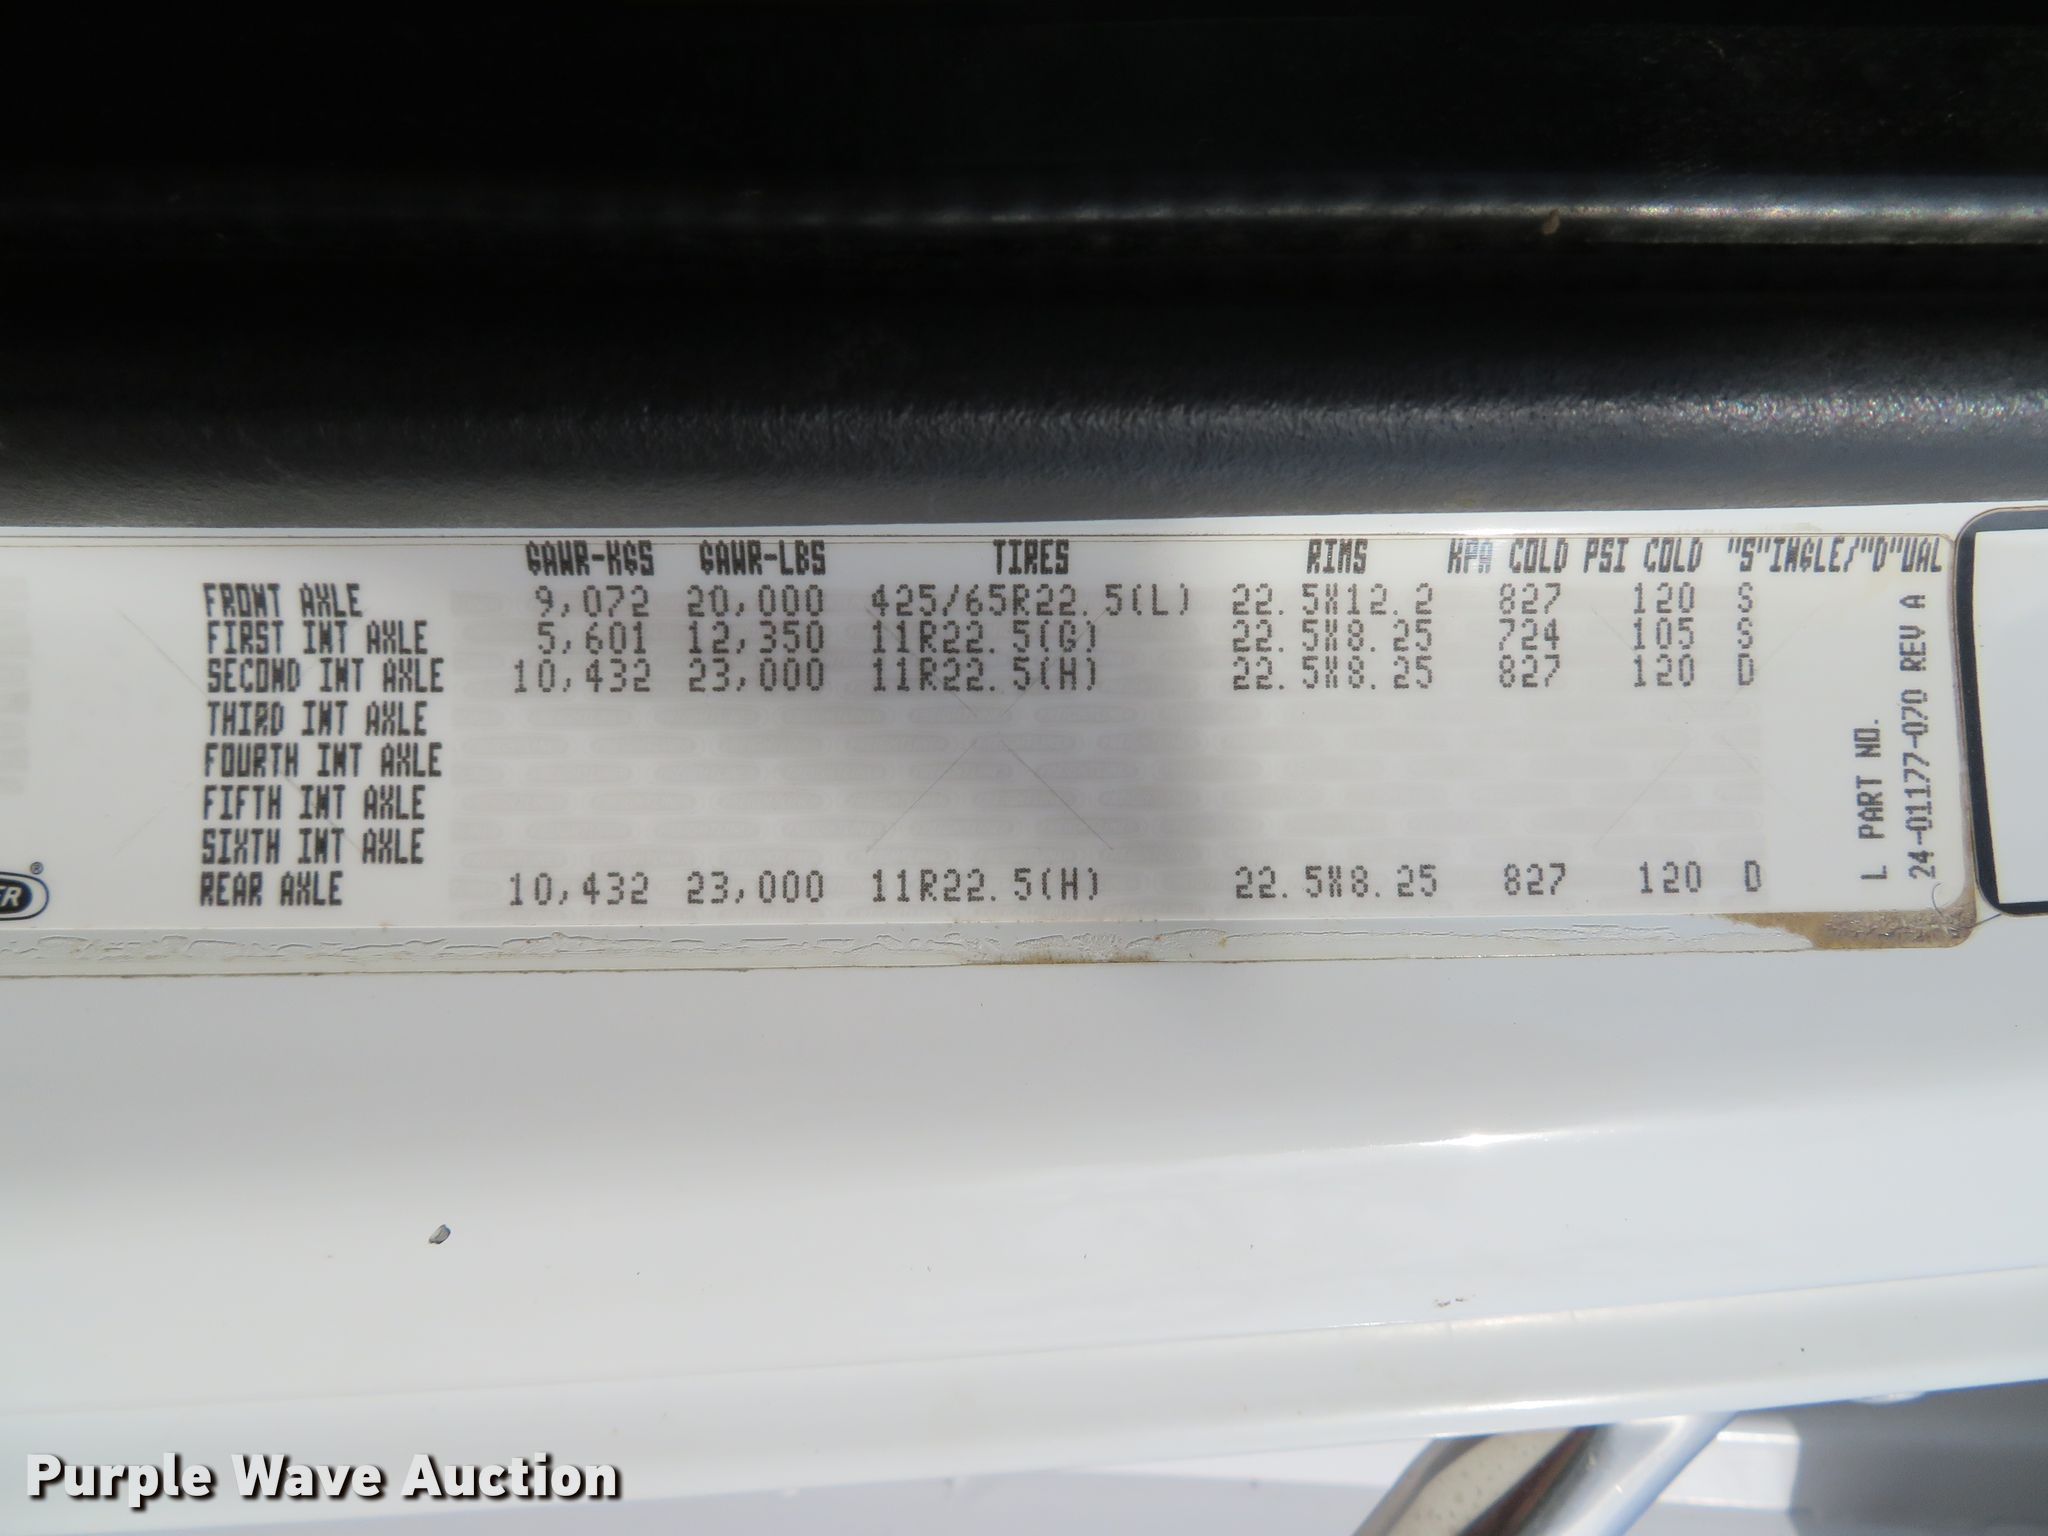 GAWR-KGS GAWR-LBS TIRES RIMS KPA COLD PSI COLD "S"INGLE/"D"UAL
FRONT AXLE 9,072 20,000 425/65R22.5(L) 22.5X12.2 827 120 S
FIRST INT AXLE 5,601 12,350 11R22.5(G) 22.5X8.25 724 105 S
SECOND INT AXLE 10,432 23,000 11R22.5(H) 22.5X8.25 827 120 D
THIRD INT AXLE
FOURTH INT AXLE
FIFTH INT AXLE
SIXTH INT AXLE
REAR AXLE 10,432 23,000 11R22.5(H) 22.5X8.25 827 120 D
L PART NO.
24-01177-070 REV A
Purple Wave Auction